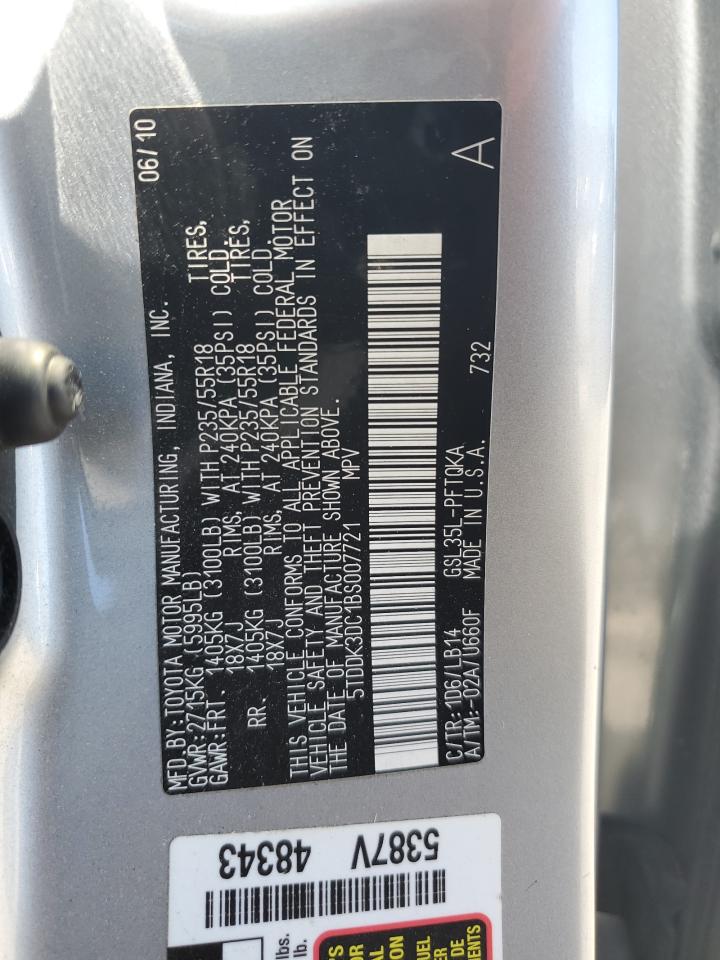 MFD.BY:TOYOTA MOTOR MANUFACTURING, INDIANA, INC. 06/10
GVWR:2715KG (5995LB)
GAWR:FRT. 1405KG (3100LB) WITH P235/55R18 TIRES,
18X7J RIMS, AT 240KPA (35PSI) COLD.
RR. 1405KG (3100LB) WITH P235/55R18 TIRES,
18X7J RIMS, AT 240KPA (35PSI) COLD.
THIS VEHICLE CONFORMS TO ALL APPLICABLE FEDERAL MOTOR
VEHICLE SAFETY AND THEFT PREVENTION STANDARDS IN EFFECT ON
THE DATE OF MANUFACTURE SHOWN ABOVE.
5TDDK3DC1BS007721 MPV
C/TR:1D6/LB14 GSL35L-PFTQKA
A/TM:-02A/U660F MADE IN U.S.A. 732 A
5387V 48343
lbs.
lb.